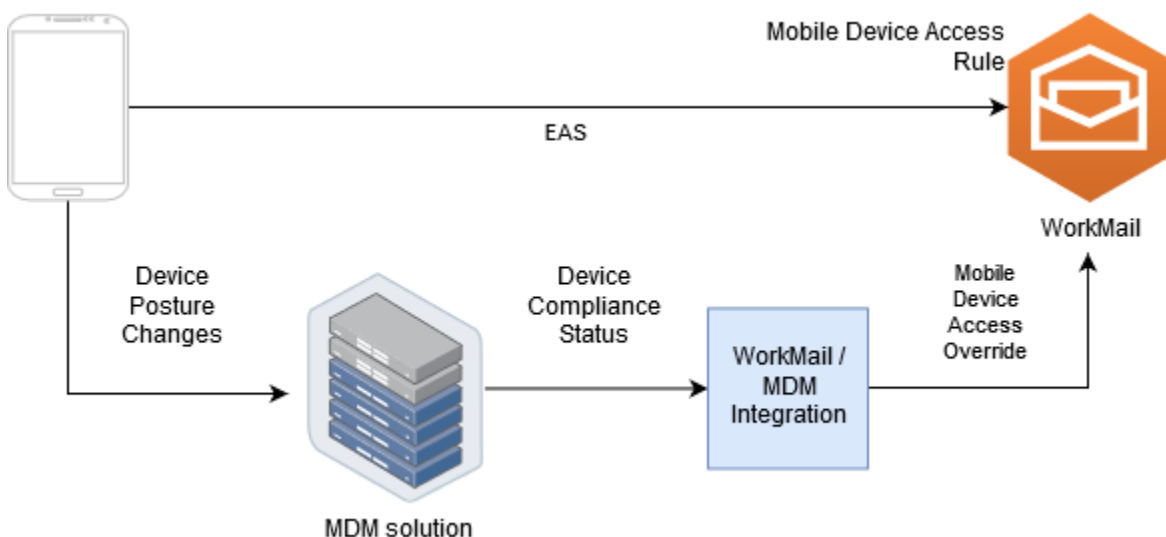 Mobile Device Access
Rule
EAS
WorkMail
Device
Posture
Changes
Device
Compliance
Status
Mobile
Device
Access
Override
WorkMail /
MDM
Integration
MDM solution